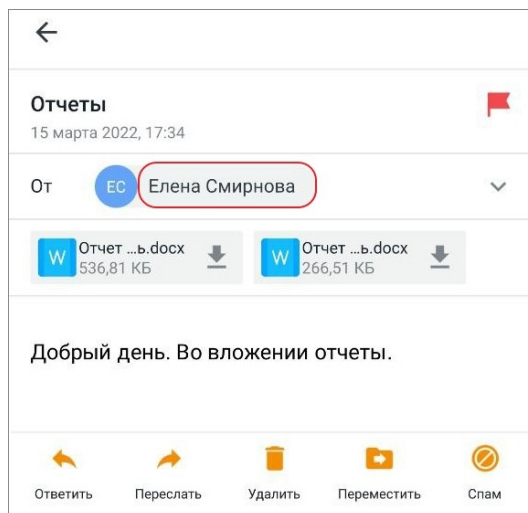 Отчеты
15 марта 2022, 17:34
От ЕС Елена Смирнова
W Отчет ...ь.docx W Отчет ...ь.docx
536,81 КБ 266,51 КБ
Добрый день. Во вложении отчеты.
Ответить Переслать Удалить Переместить Спам